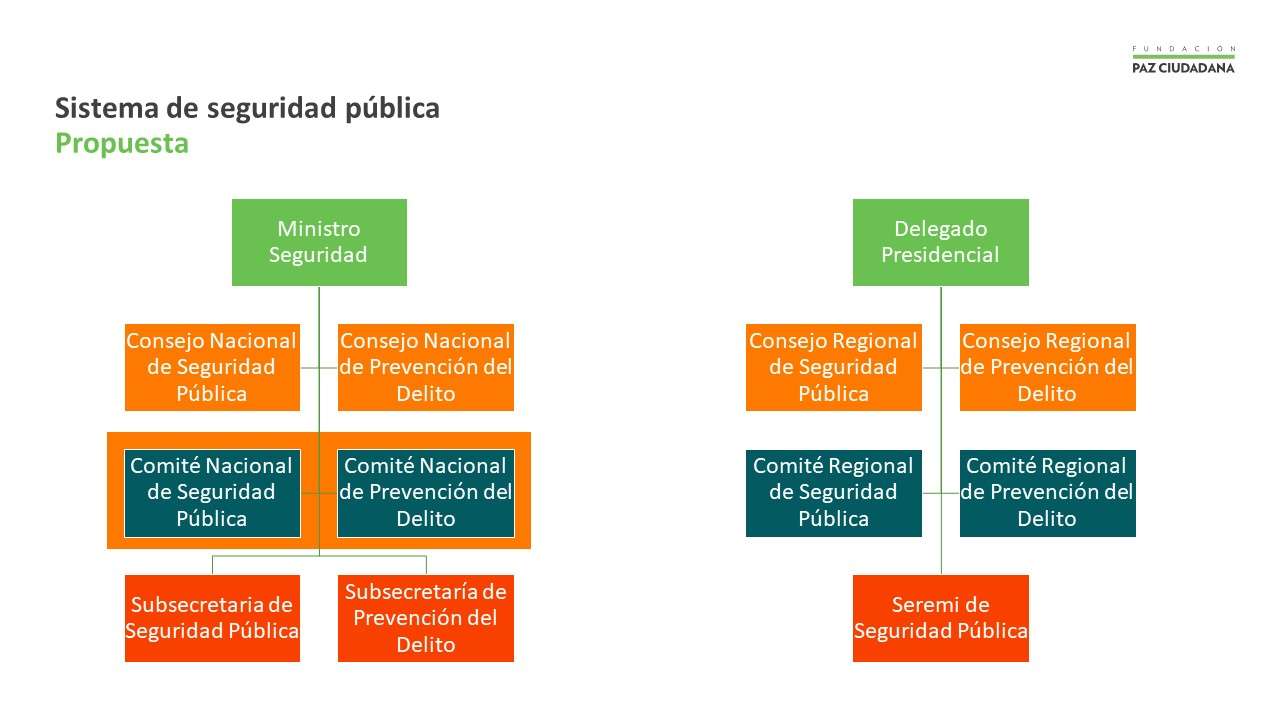 FUNDACIÓN
PAZ CIUDADANA
Sistema de seguridad pública
Propuesta
Ministro
Seguridad
Consejo Nacional
de Seguridad
Pública
Consejo Nacional
de Prevención del
Delito
Comité Nacional
de Seguridad
Pública
Comité Nacional
de Prevención del
Delito
Subsecretaria de
Seguridad Pública
Subsecretaría de
Prevención del
Delito
Delegado
Presidencial
Consejo Regional
de Seguridad
Pública
Consejo Regional
de Prevención del
Delito
Comité Regional
de Seguridad
Pública
Comité Regional
de Prevención del
Delito
Seremi de
Seguridad Pública